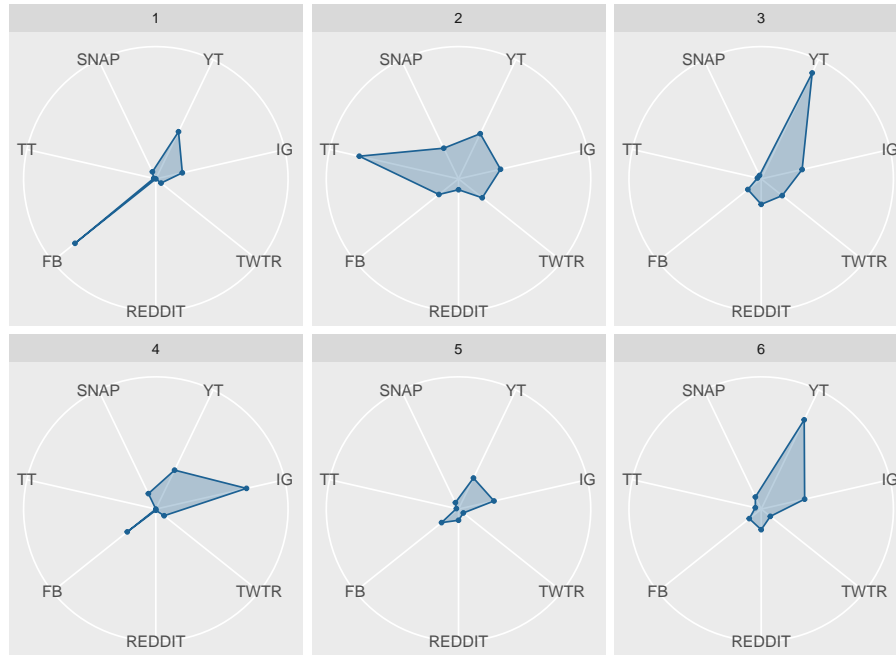 1
SNAP YT
TT IG
FB TWTR
REDDIT
2
SNAP YT
TT IG
FB TWTR
REDDIT
3
SNAP YT
TT IG
FB TWTR
REDDIT
4
SNAP YT
TT IG
FB TWTR
REDDIT
5
SNAP YT
TT IG
FB TWTR
REDDIT
6
SNAP YT
TT IG
FB TWTR
REDDIT